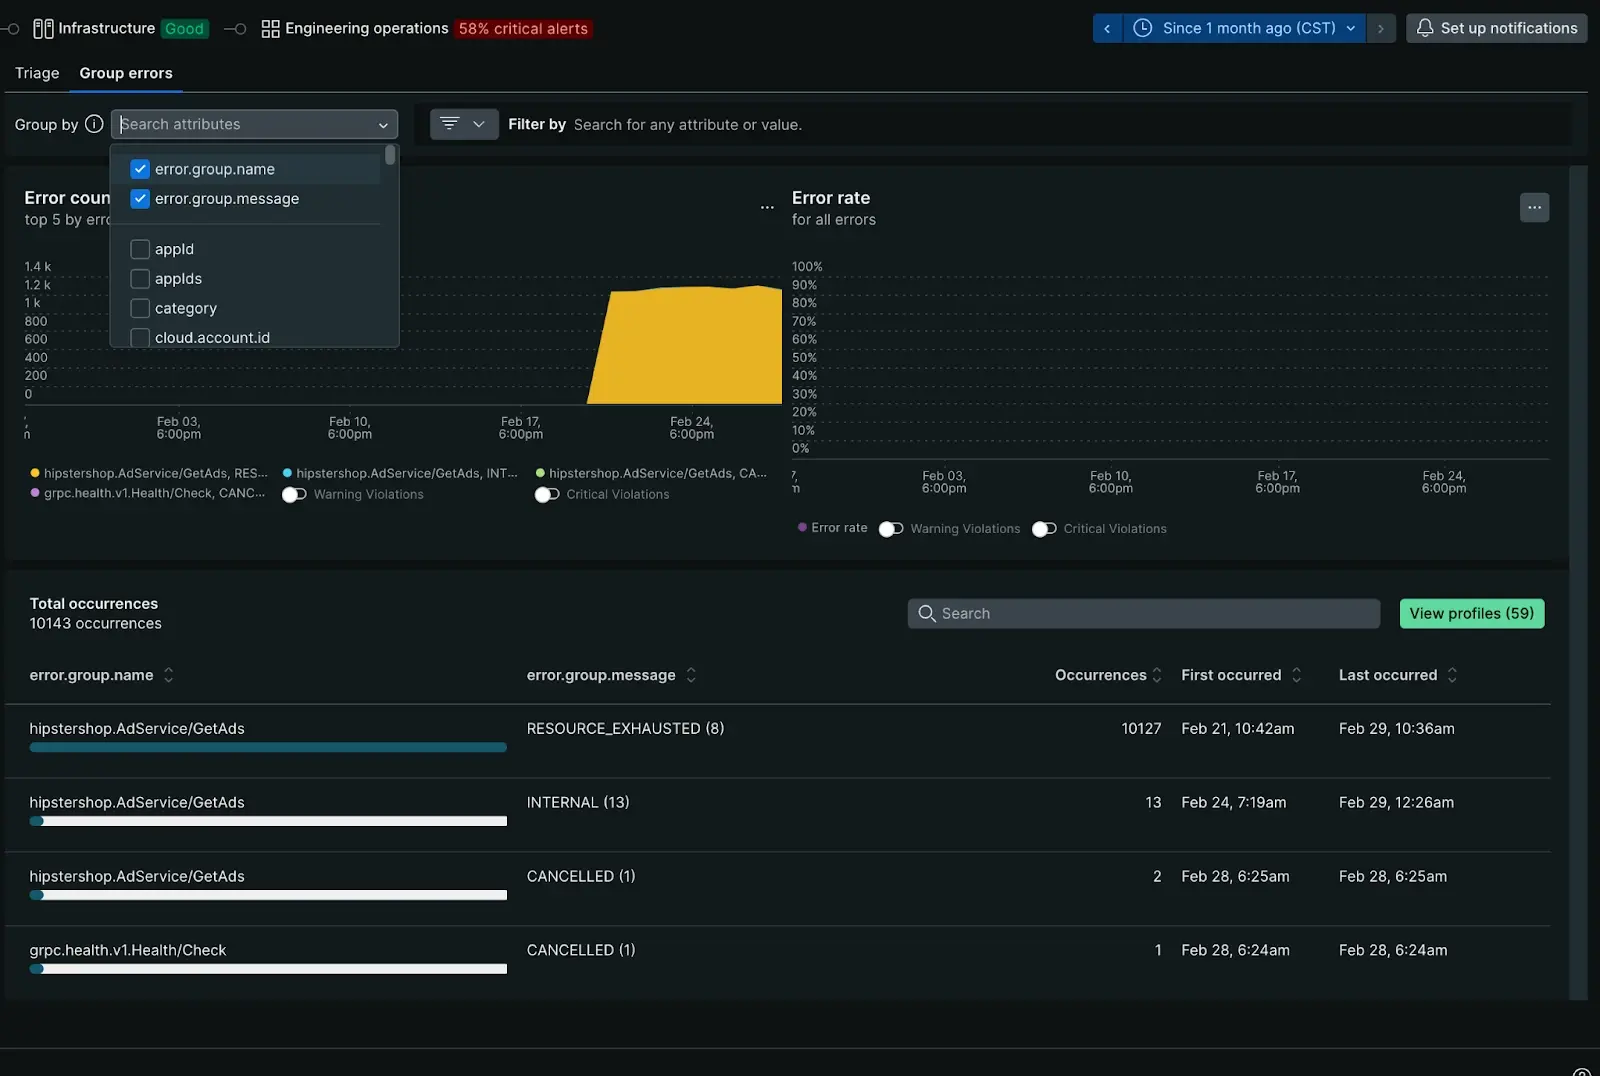 Infrastructure Good Engineering operations 58% critical alerts Since 1 month ago (CST) Set up notifications
Triage Group errors
Group by Search attributes Filter by Search for any attribute or value.
error.group.name
error.group.message
appId
appIds
category
cloud.account.id
Error coun
top 5 by erro
1.4 k
1.2 k
1 k
800
600
400
200
0
Feb 03, 6:00pm
Feb 10, 6:00pm
Feb 17, 6:00pm
Feb 24, 6:00pm
hipstershop.AdService/GetAds, RES... hipstershop.AdService/GetAds, INT... hipstershop.AdService/GetAds, CA...
grpc.health.v1.Health/Check, CANC... Warning Violations Critical Violations
Error rate
for all errors
100%
90%
80%
70%
60%
50%
40%
30%
20%
10%
0%
Feb 03, 6:00pm
Feb 10, 6:00pm
Feb 17, 6:00pm
Feb 24, 6:00pm
Error rate Warning Violations Critical Violations
Total occurrences
10143 occurrences
Search View profiles (59)
error.group.name error.group.message Occurrences First occurred Last occurred
hipstershop.AdService/GetAds RESOURCE_EXHAUSTED (8) 10127 Feb 21, 10:42am Feb 29, 10:36am
hipstershop.AdService/GetAds INTERNAL (13) 13 Feb 24, 7:19am Feb 29, 12:26am
hipstershop.AdService/GetAds CANCELLED (1) 2 Feb 28, 6:25am Feb 28, 6:25am
grpc.health.v1.Health/Check CANCELLED (1) 1 Feb 28, 6:24am Feb 28, 6:24am